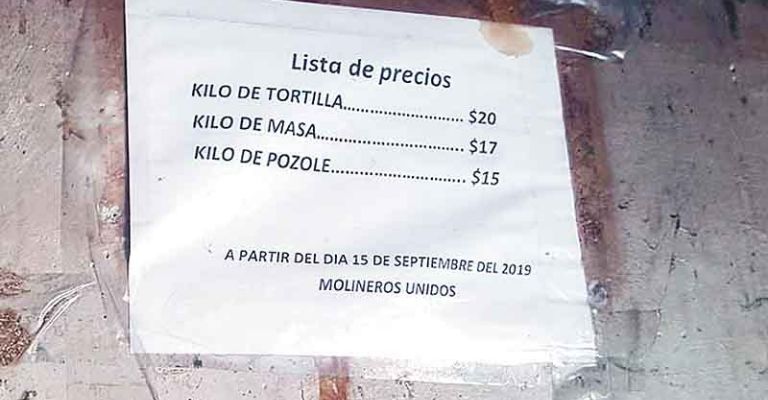 Lista de precios
KILO DE TORTILLA........................... $20
KILO DE MASA................................. $17
KILO DE POZOLE.............................. $15
A PARTIR DEL DIA 15 DE SEPTIEMBRE DEL 2019
MOLINEROS UNIDOS